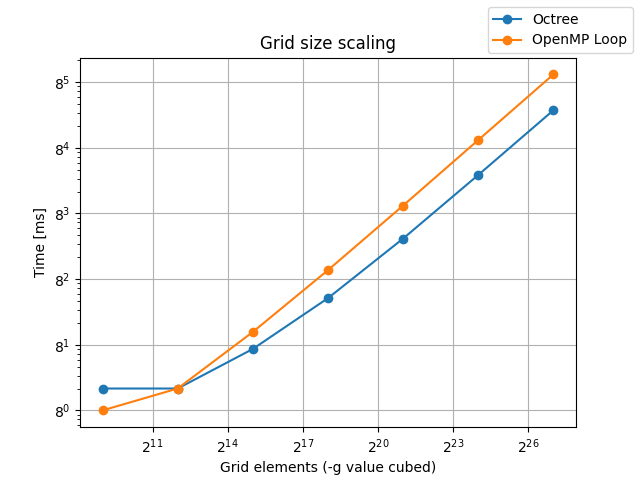 Octree
OpenMP Loop
Grid size scaling
Time [ms]
8^5
8^4
8^3
8^2
8^1
8^0
2^11 2^14 2^17 2^20 2^23 2^26
Grid elements (-g value cubed)